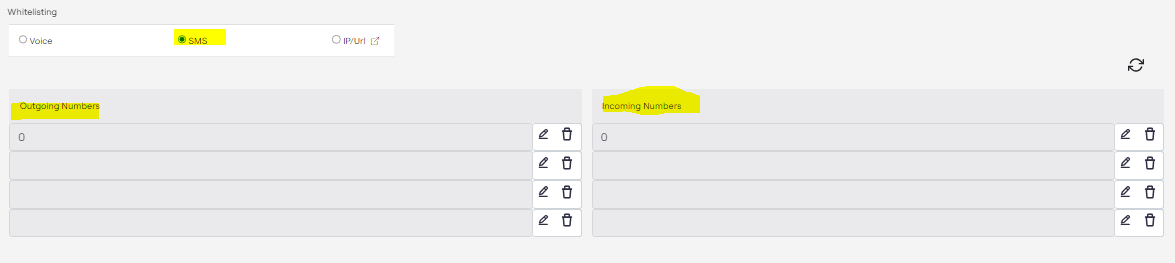 Whitelisting
Voice SMS IP/Url
Outgoing Numbers Incoming Numbers
0 0